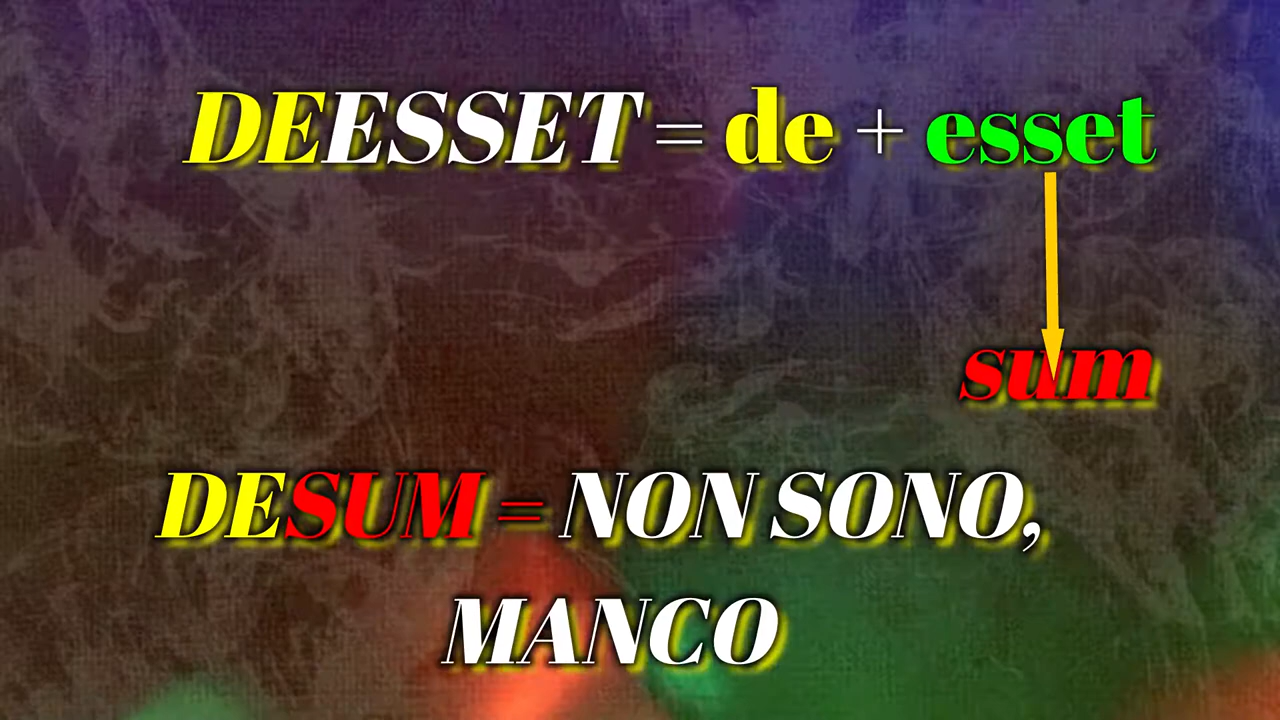 DEESSET = de + esset
sum
DESUM = NON SONO,
MANCO